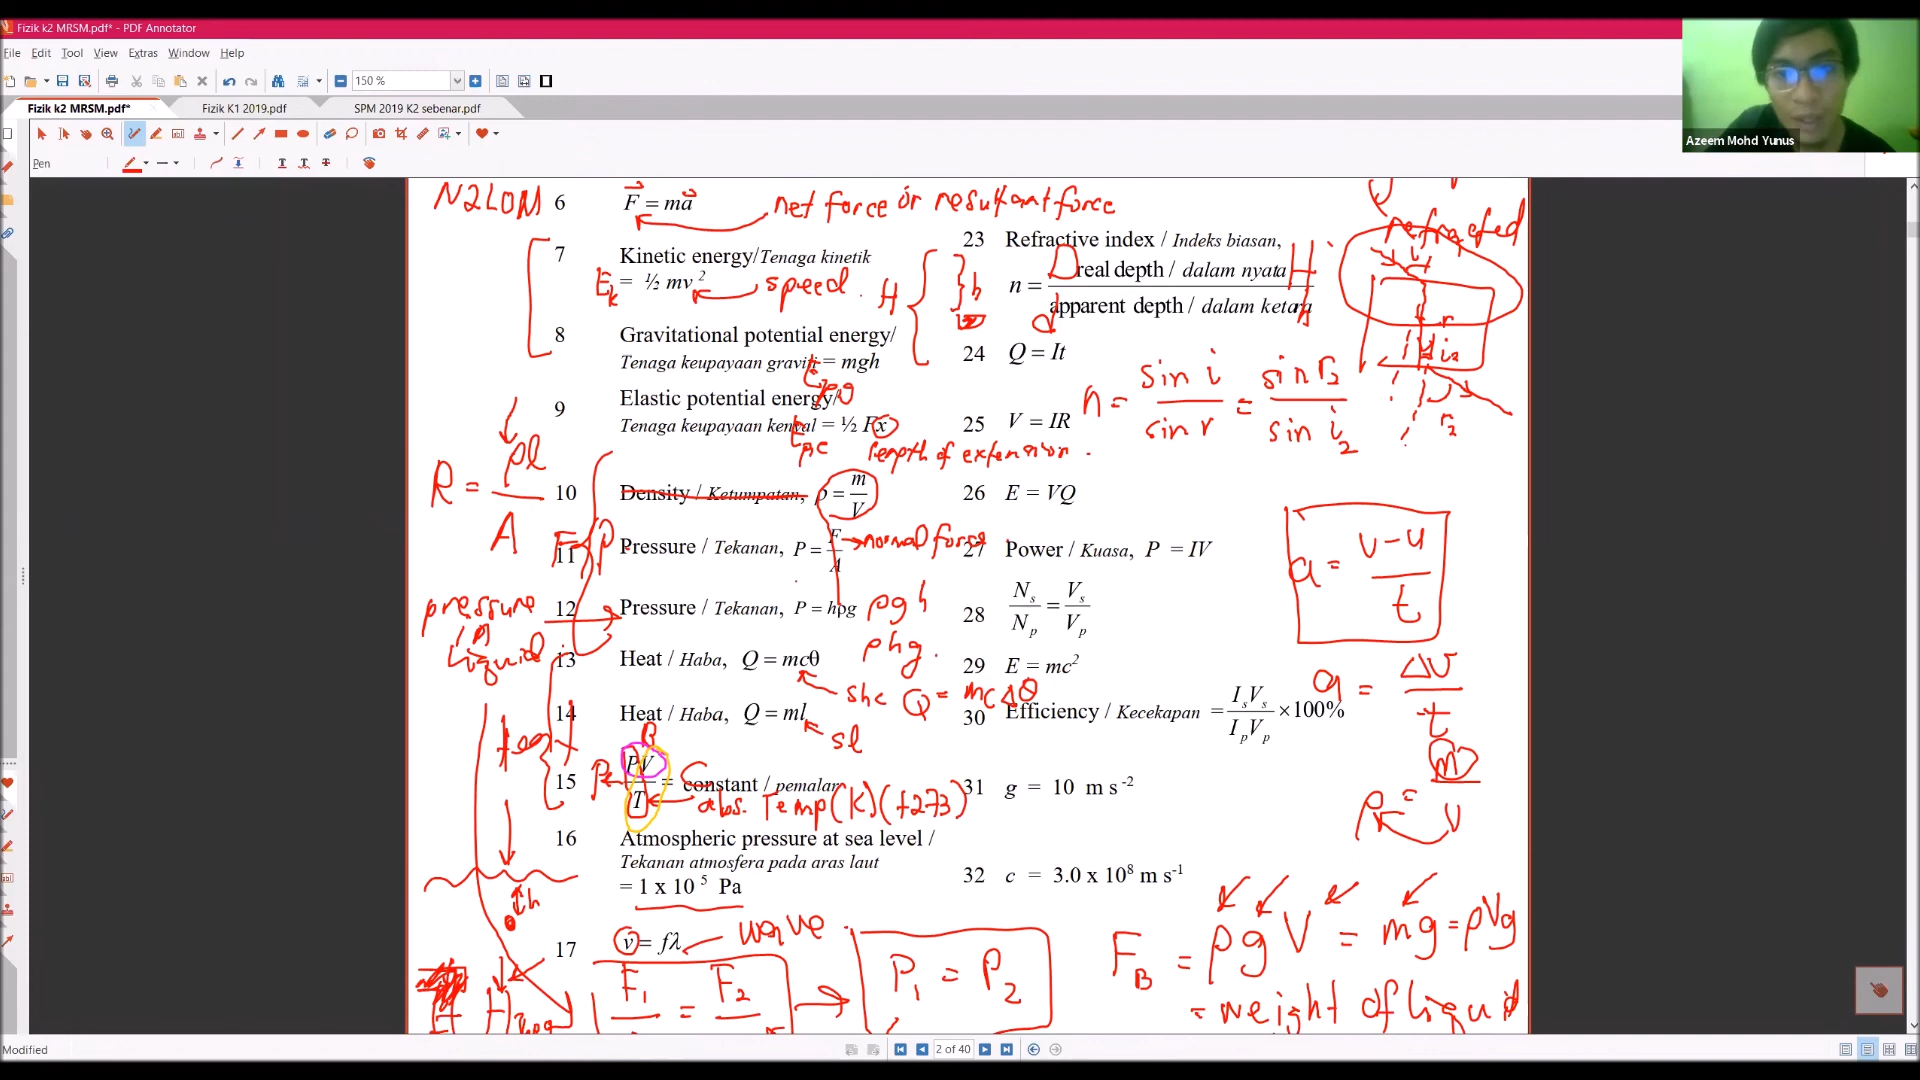 Fizik k2 MRSM.pdf* - PDF Annotator
File Edit Tool View Extras Window Help
150 %
Fizik k2 MRSM.pdf* Fizik K1 2019.pdf SPM 2019 K2 sebenar.pdf
Pen
Azeem Mohd Yunus
N2LOM 6 F = ma net force or resultant force
7 Kinetic energy/Tenaga kinetik
Ek = ½ mv² speed.
8 Gravitational potential energy/
Tenaga keupayaan graviti = mgh
H h
9 Elastic potential energy/
Tenaga keupayaan kenyal = ½ Fx
length of extension.
R = ρl / A
10 Density / Ketumpatan, ρ = m/V
11 Pressure / Tekanan, P = F/A normal force
12 Pressure / Tekanan, P = hρg ρgh
pressure in liquid
ρhg.
13 Heat / Haba, Q = mcθ
shc Q = mcΔθ
14 Heat / Haba, Q = ml
sl
15 PV/T = constant / pemalar
abs. Temp (K) (+273)
16 Atmospheric pressure at sea level /
Tekanan atmosfera pada aras laut
= 1 x 10⁵ Pa
h
17 v = fλ wave
F₁ = F₂
P₁ = P₂
refracted
23 Refractive index / Indeks biasan,
n = real depth / dalam nyata
apparent depth / dalam ketara
D H
d h
24 Q = It
n = sin i / sin r = sin r₂ / sin i₂
25 V = IR
26 E = VQ
27 Power / Kuasa, P = IV
a = v-u / t
28 Ns/Np = Vs/Vp
29 E = mc²
a = Δv / t
30 Efficiency / Kecekapan = IsVs/IpVp × 100%
31 g = 10 m s⁻²
ρ = m / V
32 c = 3.0 x 10⁸ m s⁻¹
F_B = ρgV = mg = ρVg
= weight of liquid
Modified
2 of 40